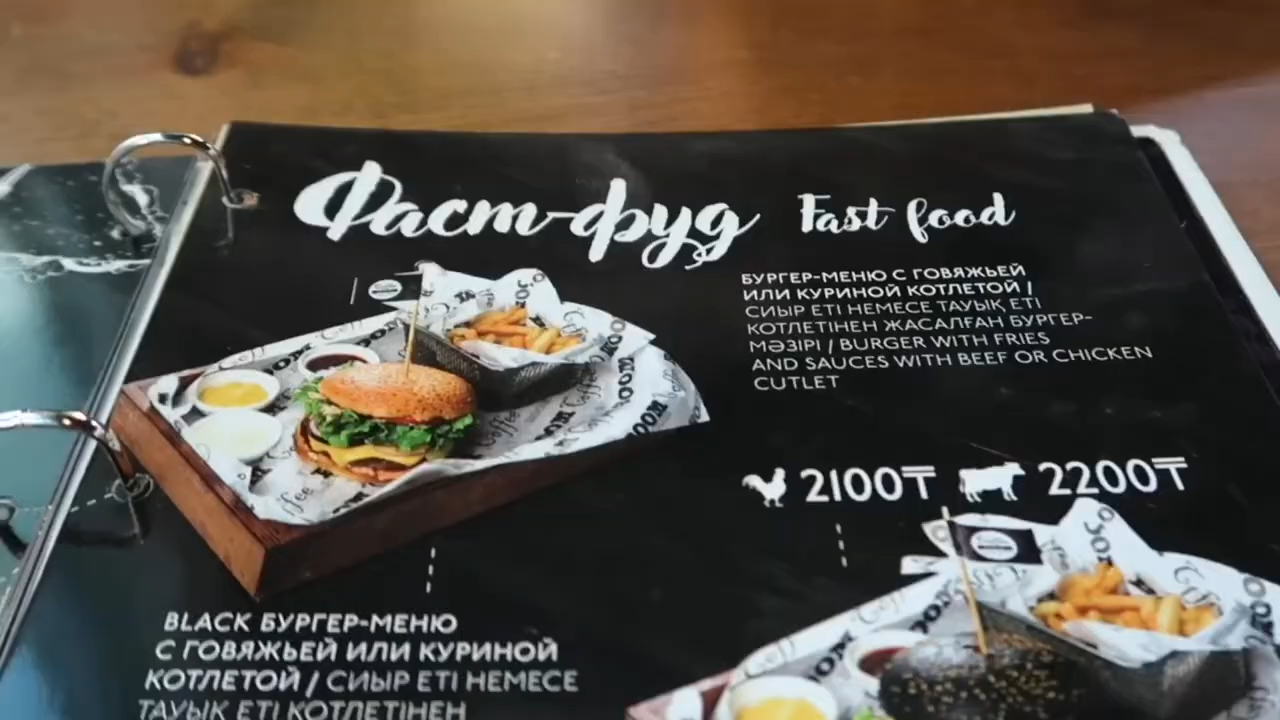 Фаст-фуд Fast food
БУРГЕР-МЕНЮ С ГОВЯЖЬЕЙ
ИЛИ КУРИНОЙ КОТЛЕТОЙ /
СИЫР ЕТІ НЕМЕСЕ ТАУЫҚ ЕТІ
КОТЛЕТІНЕН ЖАСАЛҒАН БУРГЕР-
МӘЗІРІ / BURGER WITH FRIES
AND SAUCES WITH BEEF OR CHICKEN
CUTLET
2100₸ 2200₸
BLACK БУРГЕР-МЕНЮ
С ГОВЯЖЬЕЙ ИЛИ КУРИНОЙ
КОТЛЕТОЙ / СИЫР ЕТІ НЕМЕСЕ
ТАУЫҚ ЕТІ КОТЛЕТІНЕН